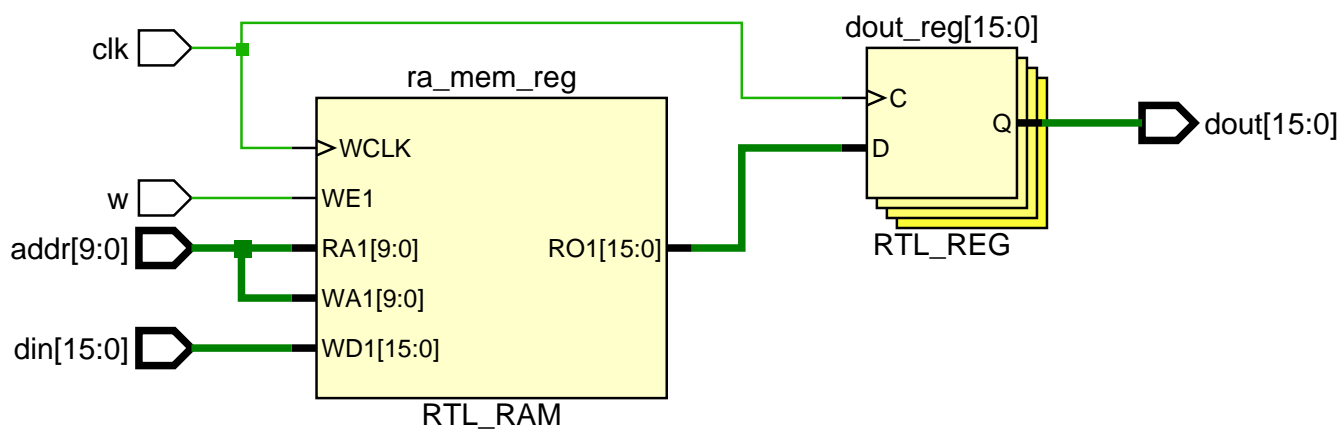 clk
w
addr[9:0]
din[15:0]
ra_mem_reg
WCLK
WE1
RA1[9:0]
WA1[9:0]
WD1[15:0]
RO1[15:0]
RTL_RAM
dout_reg[15:0]
C
D
Q
RTL_REG
dout[15:0]